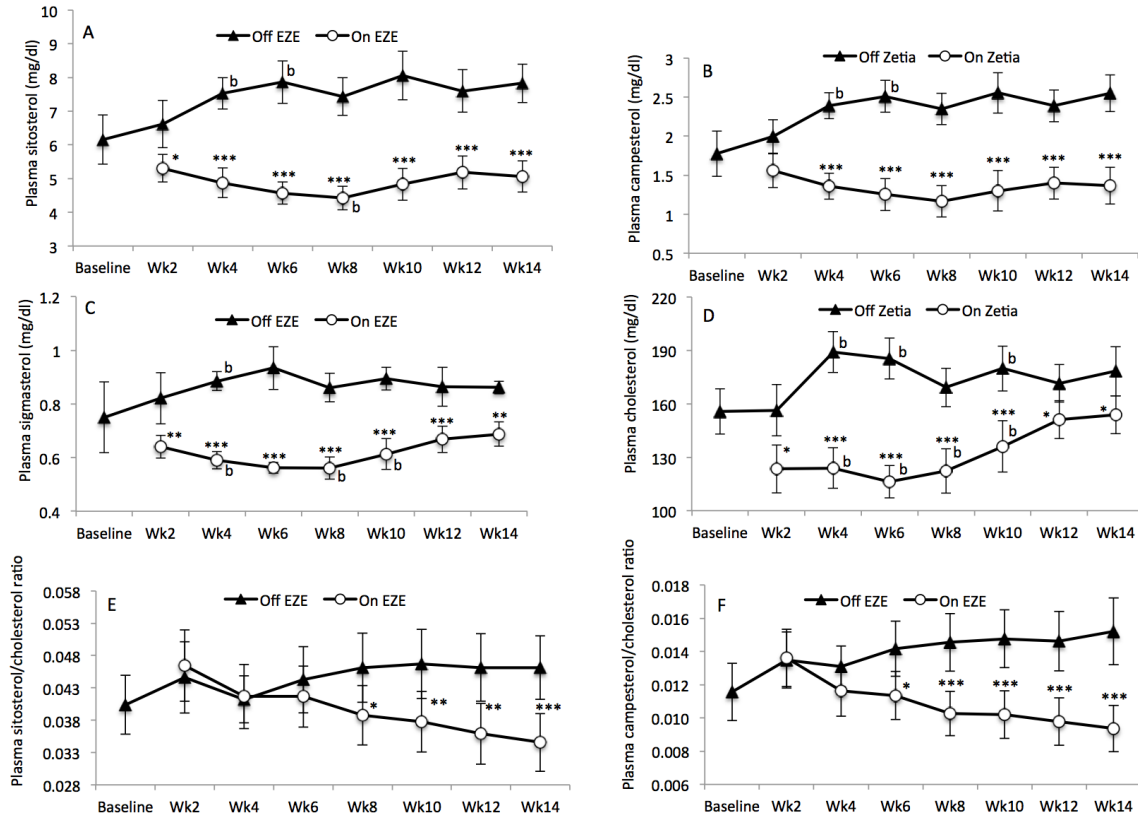 A
Off EZE On EZE
Plasma sitosterol (mg/dl)
10
9
8
7
6
5
4
3
b b
* *** *** *** *** *** ***
b
Baseline Wk2 Wk4 Wk6 Wk8 Wk10 Wk12 Wk14
B
Off Zetia On Zetia
Plasma campesterol (mg/dl)
3
2.5
2
1.5
1
0.5
b b
*** *** *** *** *** ***
Baseline Wk2 Wk4 Wk6 Wk8 Wk10 Wk12 Wk14
C
Off EZE On EZE
Plasma sigmasterol (mg/dl)
1.2
1
0.8
0.6
0.4
b
** *** *** *** *** *** **
b b b
Baseline Wk2 Wk4 Wk6 Wk8 Wk10 Wk12 Wk14
D
Off Zetia On Zetia
Plasma cholesterol (mg/dl)
220
190
160
130
100
b b b
* *** *** *** *** * *
b b b b
Baseline Wk2 Wk4 Wk6 Wk8 Wk10 Wk12 Wk14
E
Off EZE On EZE
Plasma sitosterol/cholesterol ratio
0.058
0.053
0.048
0.043
0.038
0.033
0.028
* ** ** ***
Baseline Wk2 Wk4 Wk6 Wk8 Wk10 Wk12 Wk14
F
Off EZE On EZE
Plasma campesterol/cholesterol ratio
0.018
0.016
0.014
0.012
0.010
0.008
0.006
* *** *** *** ***
Baseline Wk2 Wk4 Wk6 Wk8 Wk10 Wk12 Wk14